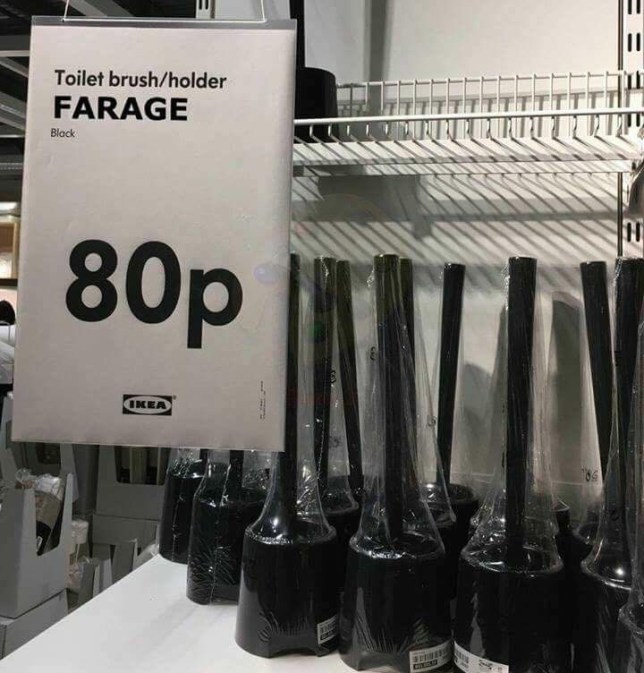 Toilet brush/holder
FARAGE
Black
80p
IKEA